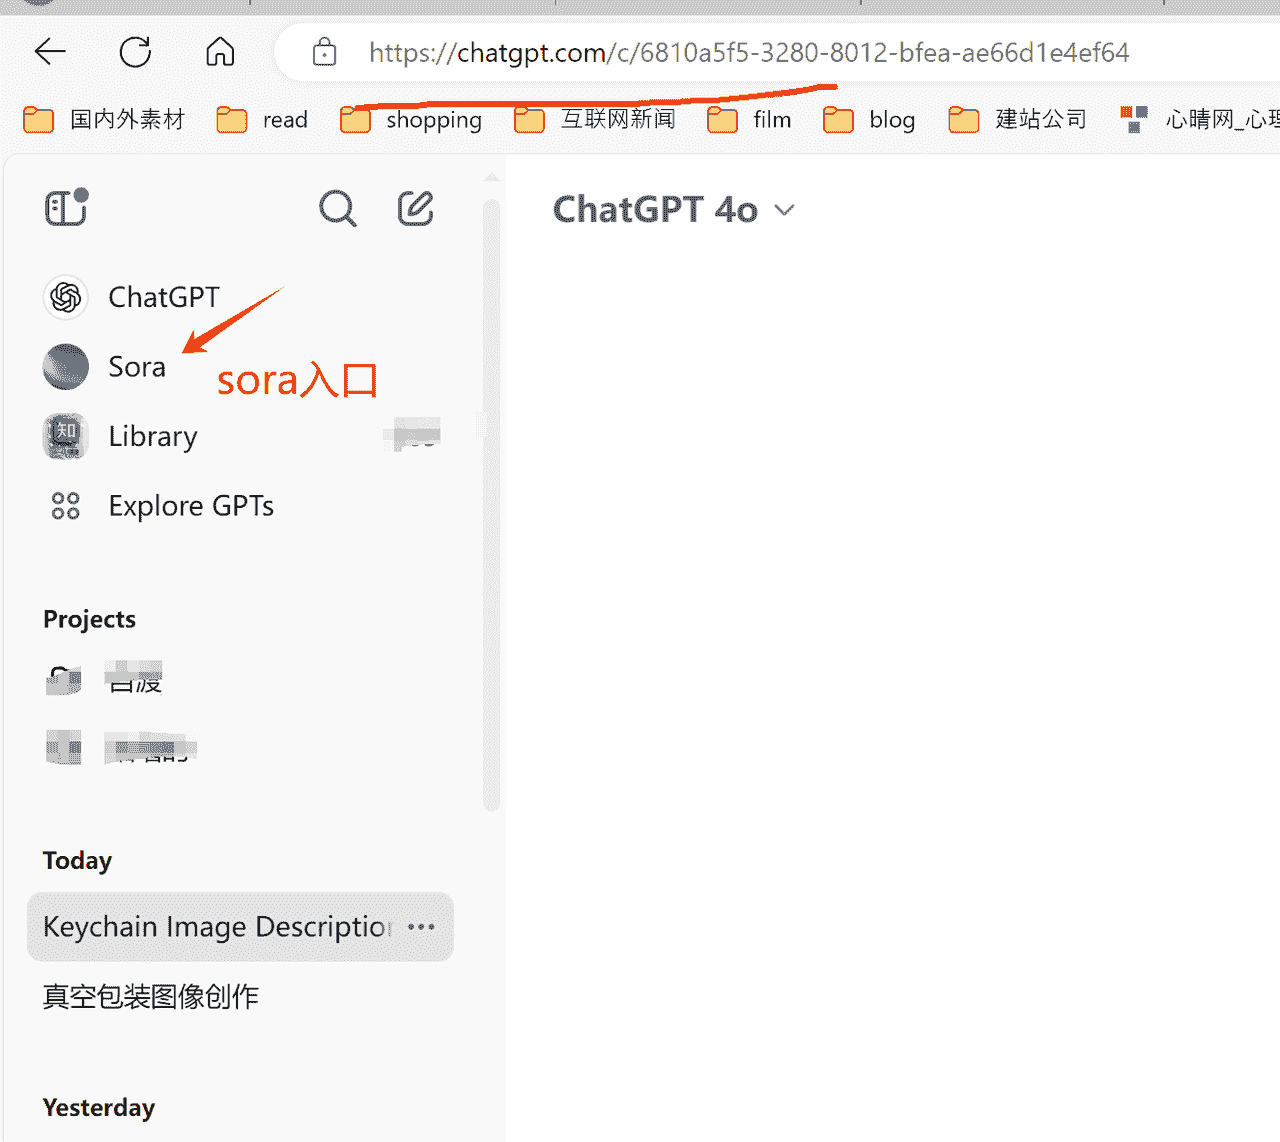 https://chatgpt.com/c/6810a5f5-3280-8012-bfea-ae66d1e4ef64
国内外素材 read shopping 互联网新闻 film blog 建站公司 心晴网_心理
ChatGPT 4o
ChatGPT
Sora
sora入口
知
Library
Explore GPTs
Projects
Today
Keychain Image Description
真空包装图像创作
Yesterday